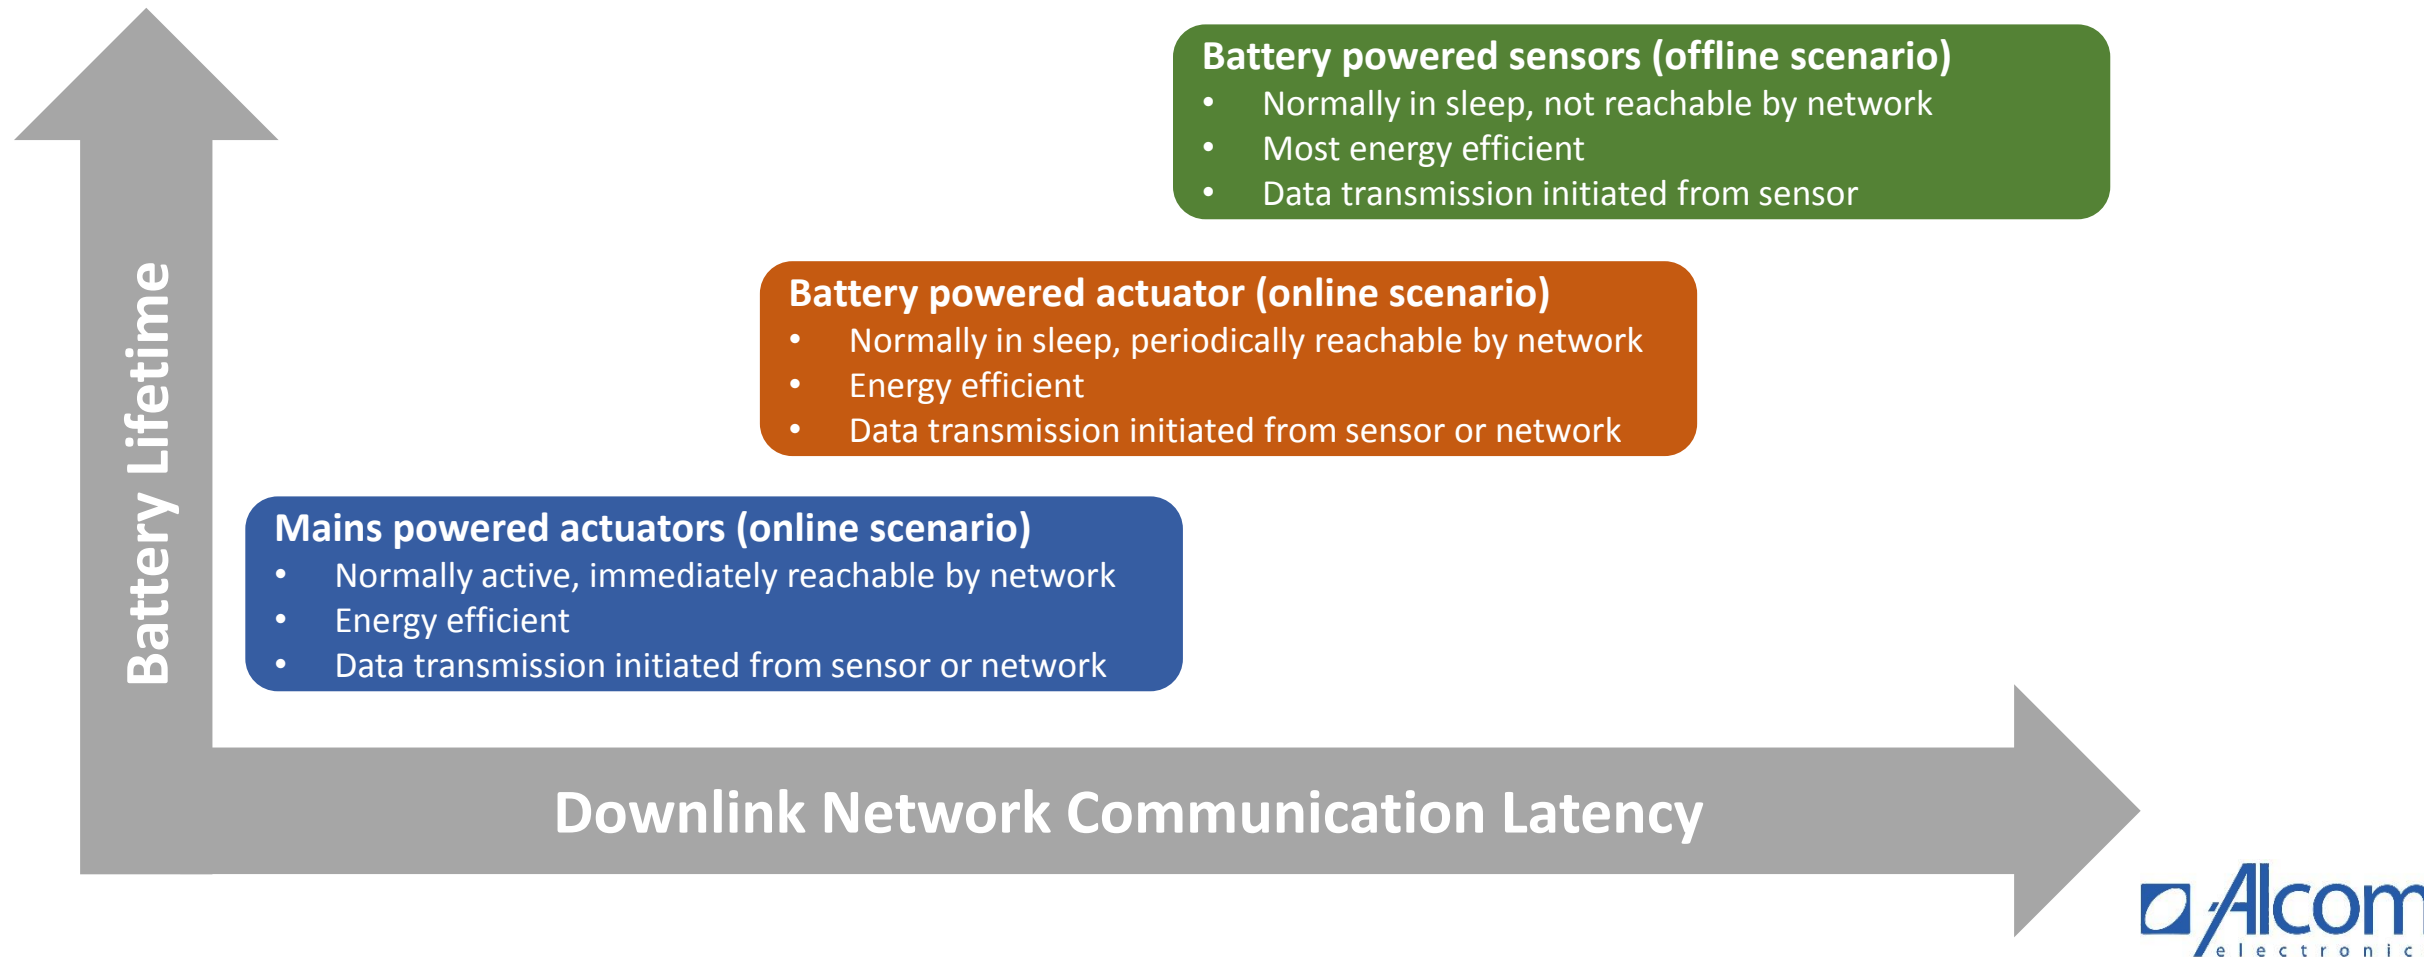 Battery powered sensors (offline scenario)
• Normally in sleep, not reachable by network
• Most energy efficient
• Data transmission initiated from sensor
Battery powered actuator (online scenario)
• Normally in sleep, periodically reachable by network
• Energy efficient
• Data transmission initiated from sensor or network
Mains powered actuators (online scenario)
• Normally active, immediately reachable by network
• Energy efficient
• Data transmission initiated from sensor or network
Battery Lifetime
Downlink Network Communication Latency
Alcom
electronic